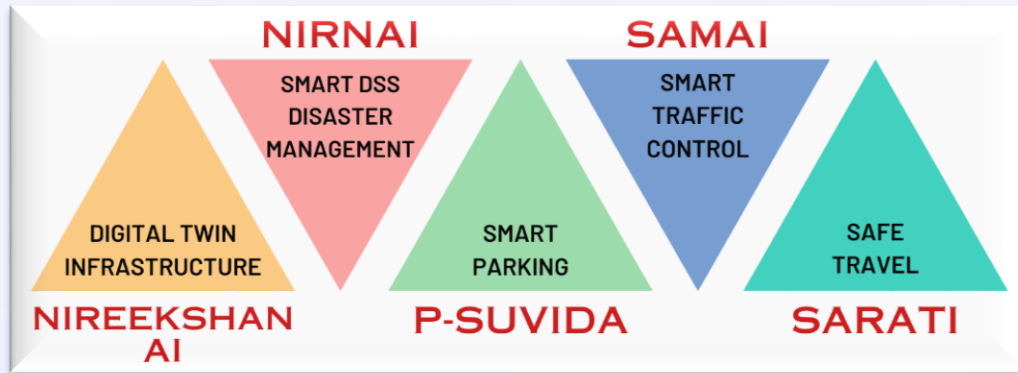 NIRNAI
SAMAI
SMART DSS
DISASTER
MANAGEMENT
SMART
TRAFFIC
CONTROL
DIGITAL TWIN
INFRASTRUCTURE
SMART
PARKING
SAFE
TRAVEL
NIREEKSHAN
AI
P-SUVIDA
SARATI